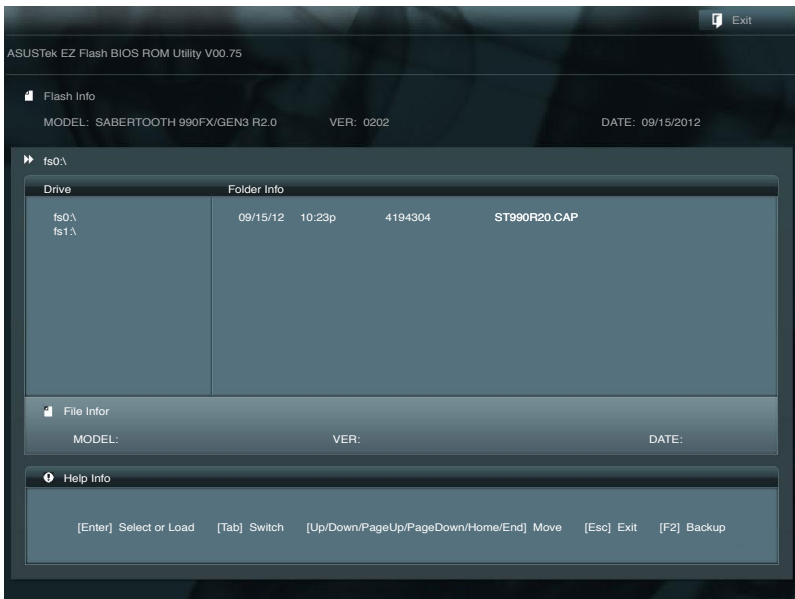 Exit
ASUSTek EZ Flash BIOS ROM Utility V00.75
Flash Info
MODEL: SABERTOOTH 990FX/GEN3 R2.0 VER: 0202 DATE: 09/15/2012
fs0:\
Drive Folder Info
fs0:\ 09/15/12 10:23p 4194304 ST990R20.CAP
fs1:\
File Infor
MODEL: VER: DATE:
Help Info
[Enter] Select or Load [Tab] Switch [Up/Down/PageUp/PageDown/Home/End] Move [Esc] Exit [F2] Backup